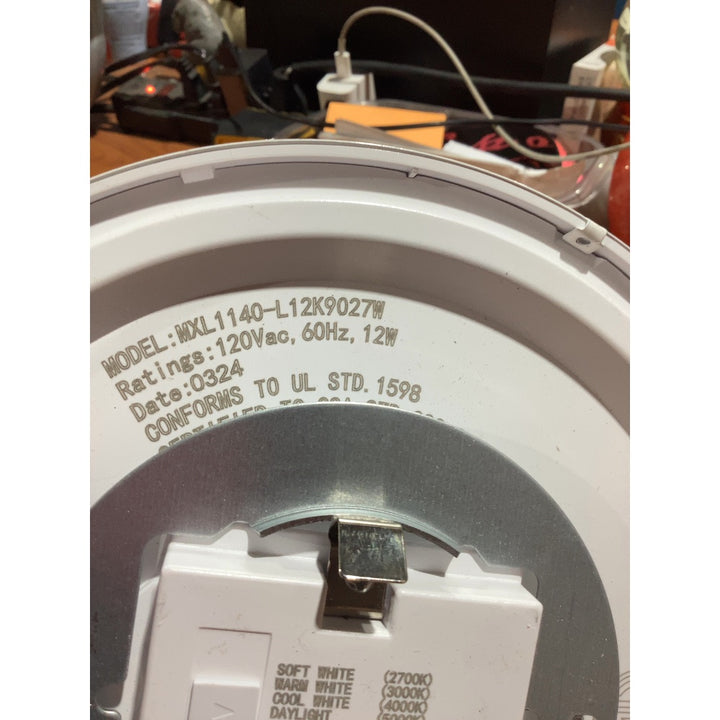 MODEL:MXL1140-L12K9027W
Ratings:120Vac, 60Hz, 12W
Date:0324
CONFORMS TO UL STD. 1598
SOFT WHITE (2700K)
WARM WHITE (3000K)
COOL WHITE (4000K)
DAYLIGHT